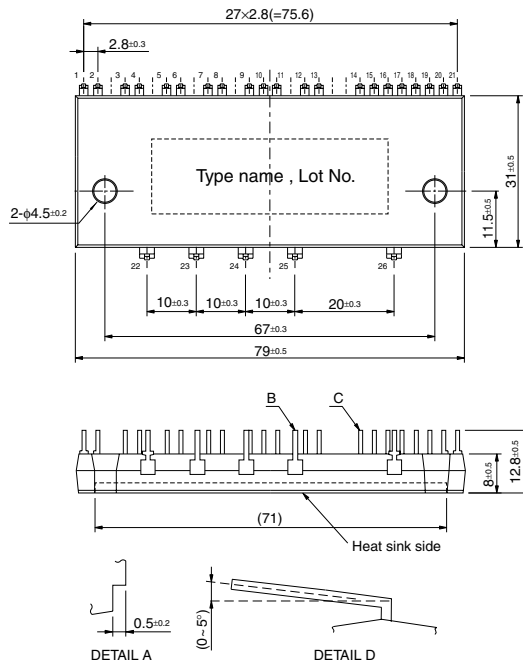 27×2.8(=75.6)
2.8±0.3
1 2 3 4 5 6 7 8 9 10 11 12 13 14 15 16 17 18 19 20 21
Type name , Lot No.
2-φ4.5±0.2
31±0.5
11.5±0.5
22 23 24 25 26
10±0.3 10±0.3 10±0.3 20±0.3
67±0.3
79±0.5
B C
8±0.5
12.8±0.5
(71)
Heat sink side
0.5±0.2
(0~5°)
DETAIL A DETAIL D